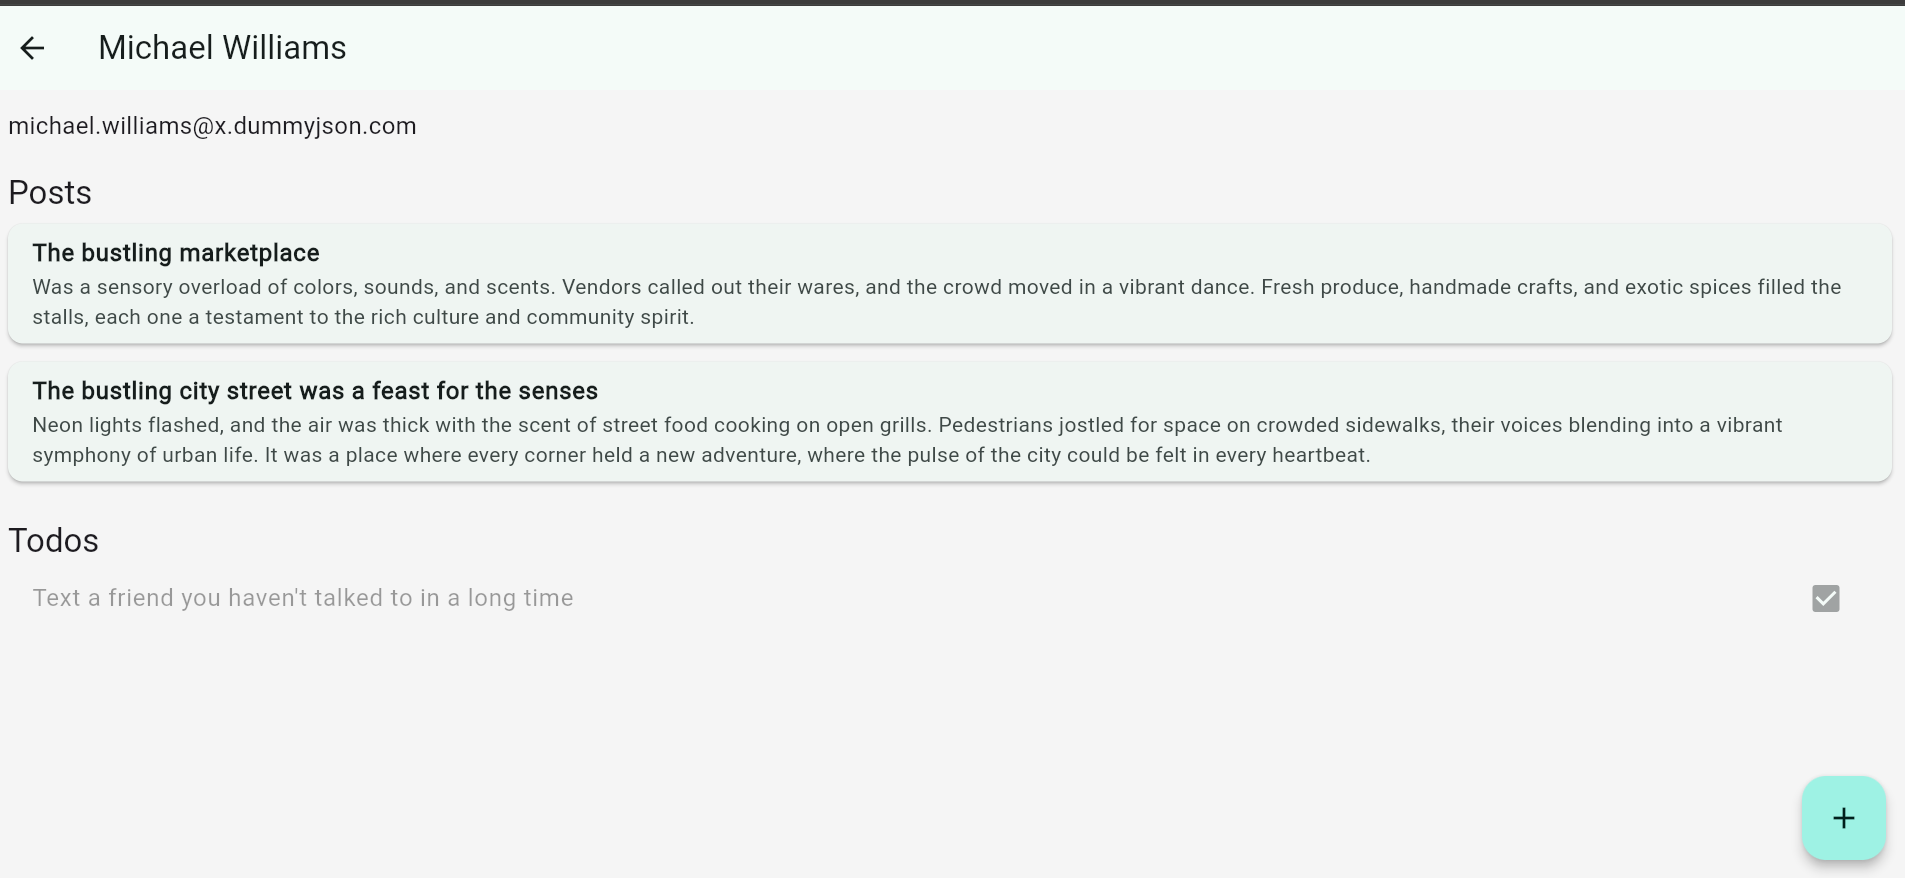 Michael Williams
michael.williams@x.dummyjson.com
Posts
The bustling marketplace
Was a sensory overload of colors, sounds, and scents. Vendors called out their wares, and the crowd moved in a vibrant dance. Fresh produce, handmade crafts, and exotic spices filled the
stalls, each one a testament to the rich culture and community spirit.
The bustling city street was a feast for the senses
Neon lights flashed, and the air was thick with the scent of street food cooking on open grills. Pedestrians jostled for space on crowded sidewalks, their voices blending into a vibrant
symphony of urban life. It was a place where every corner held a new adventure, where the pulse of the city could be felt in every heartbeat.
Todos
Text a friend you haven't talked to in a long time